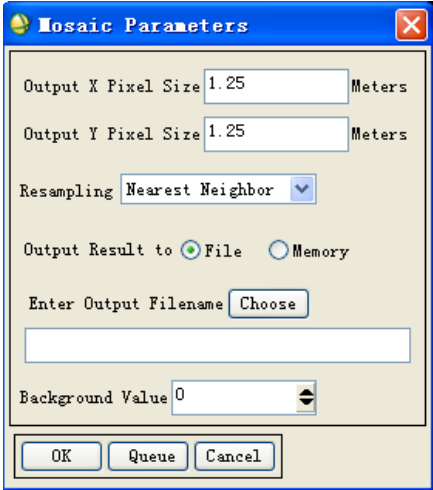 Mosaic Parameters
Output X Pixel Size 1.25 Meters
Output Y Pixel Size 1.25 Meters
Resampling Nearest Neighbor
Output Result to File Memory
Enter Output Filename Choose
Background Value 0
OK Queue Cancel